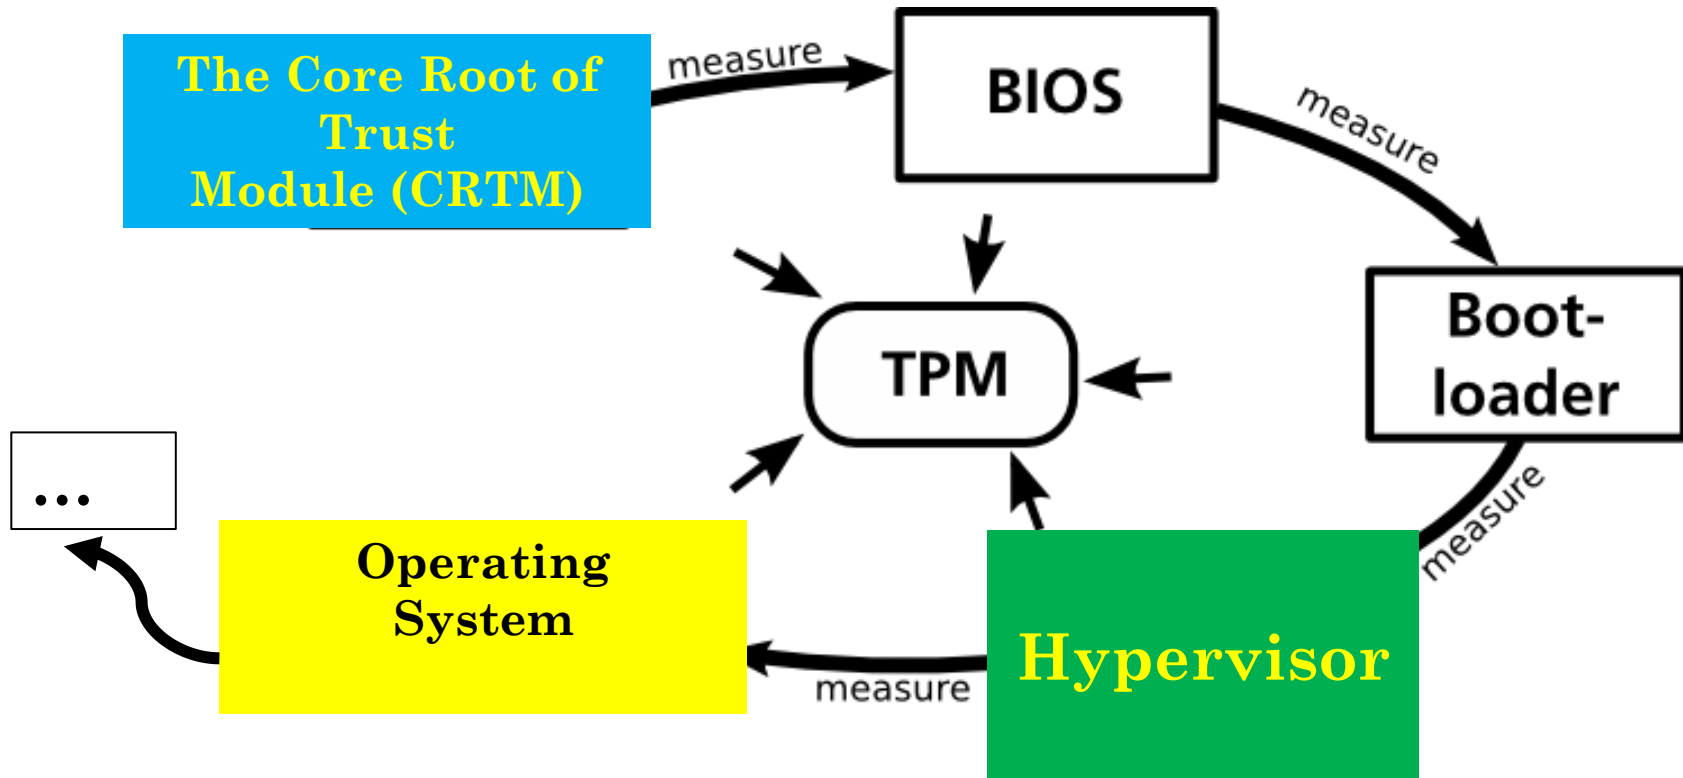 The Core Root of
Trust
Module (CRTM)
measure
BIOS
measure
Boot-
loader
TPM
measure
Hypervisor
measure
Operating
System
...